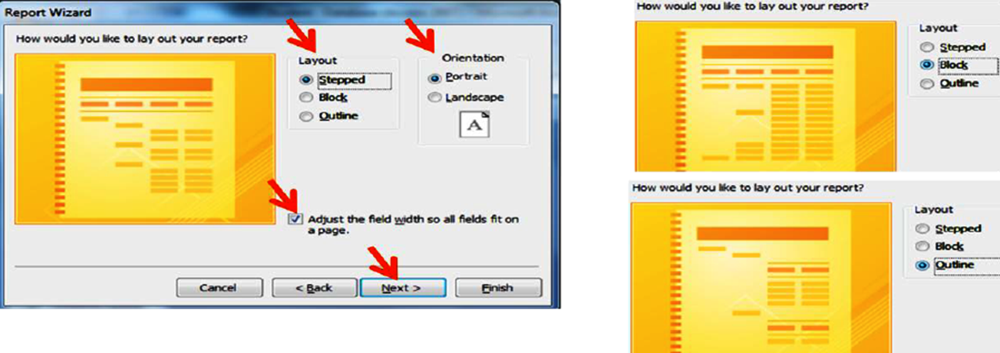 Report Wizard
How would you like to lay out your report?
Layout
Stepped
Block
Outline
Orientation
Portrait
Landscape
A
Adjust the field width so all fields fit on
a page.
Cancel
< Back
Next >
Finish
How would you like to lay out your report?
Layout
Stepped
Block
Outline
How would you like to lay out your report?
Layout
Stepped
Block
Outline